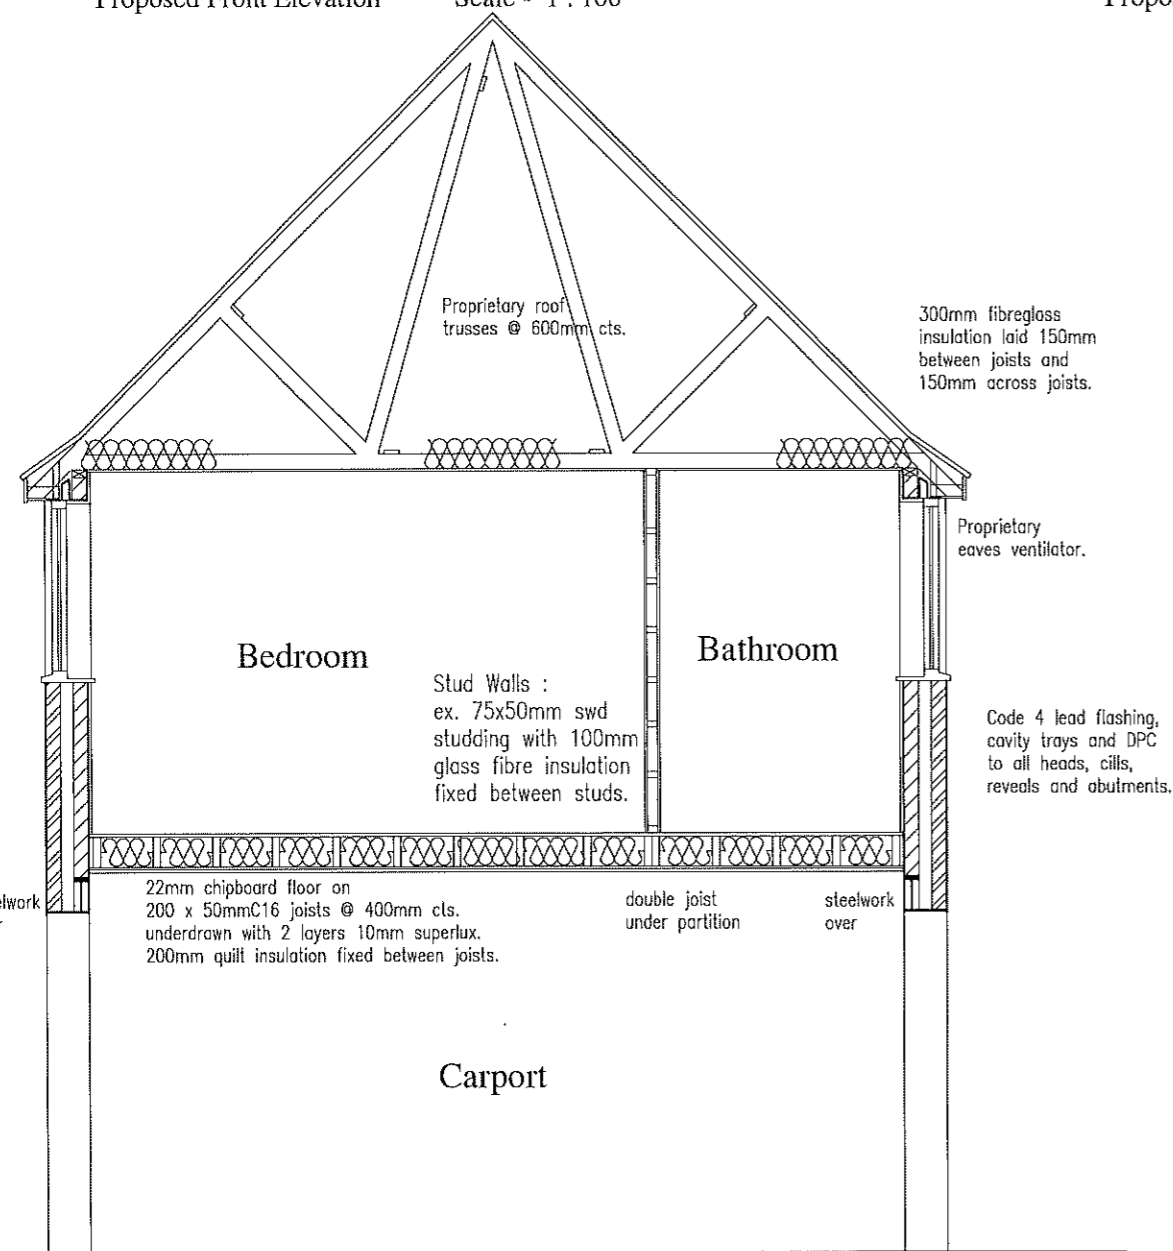 Proposed Front Elevation Scale ~ 1 : 100
Proprietary roof
trusses @ 600mm cts.
300mm fibreglass
insulation laid 150mm
between joists and
150mm across joists.
Proprietary
eaves ventilator.
Bedroom
Bathroom
Stud Walls :
ex. 75x50mm swd
studding with 100mm
glass fibre insulation
fixed between studs.
Code 4 lead flashing,
cavity trays and DPC
to all heads, cills,
reveals and abutments.
22mm chipboard floor on
200 x 50mmC16 joists @ 400mm cts.
underdrawn with 2 layers 10mm superlux.
200mm quilt insulation fixed between joists.
double joist
under partition
steelwork
over
Carport